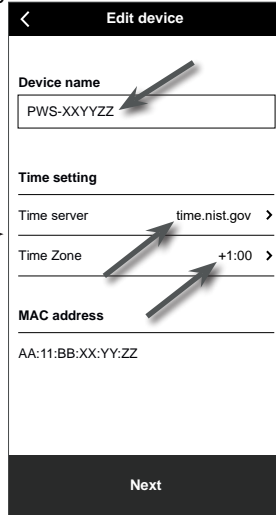 Edit device
Device name
PWS-XXYYZZ
Time setting
Time server time.nist.gov
Time Zone +1:00
MAC address
AA:11:BB:XX:YY:ZZ
Next